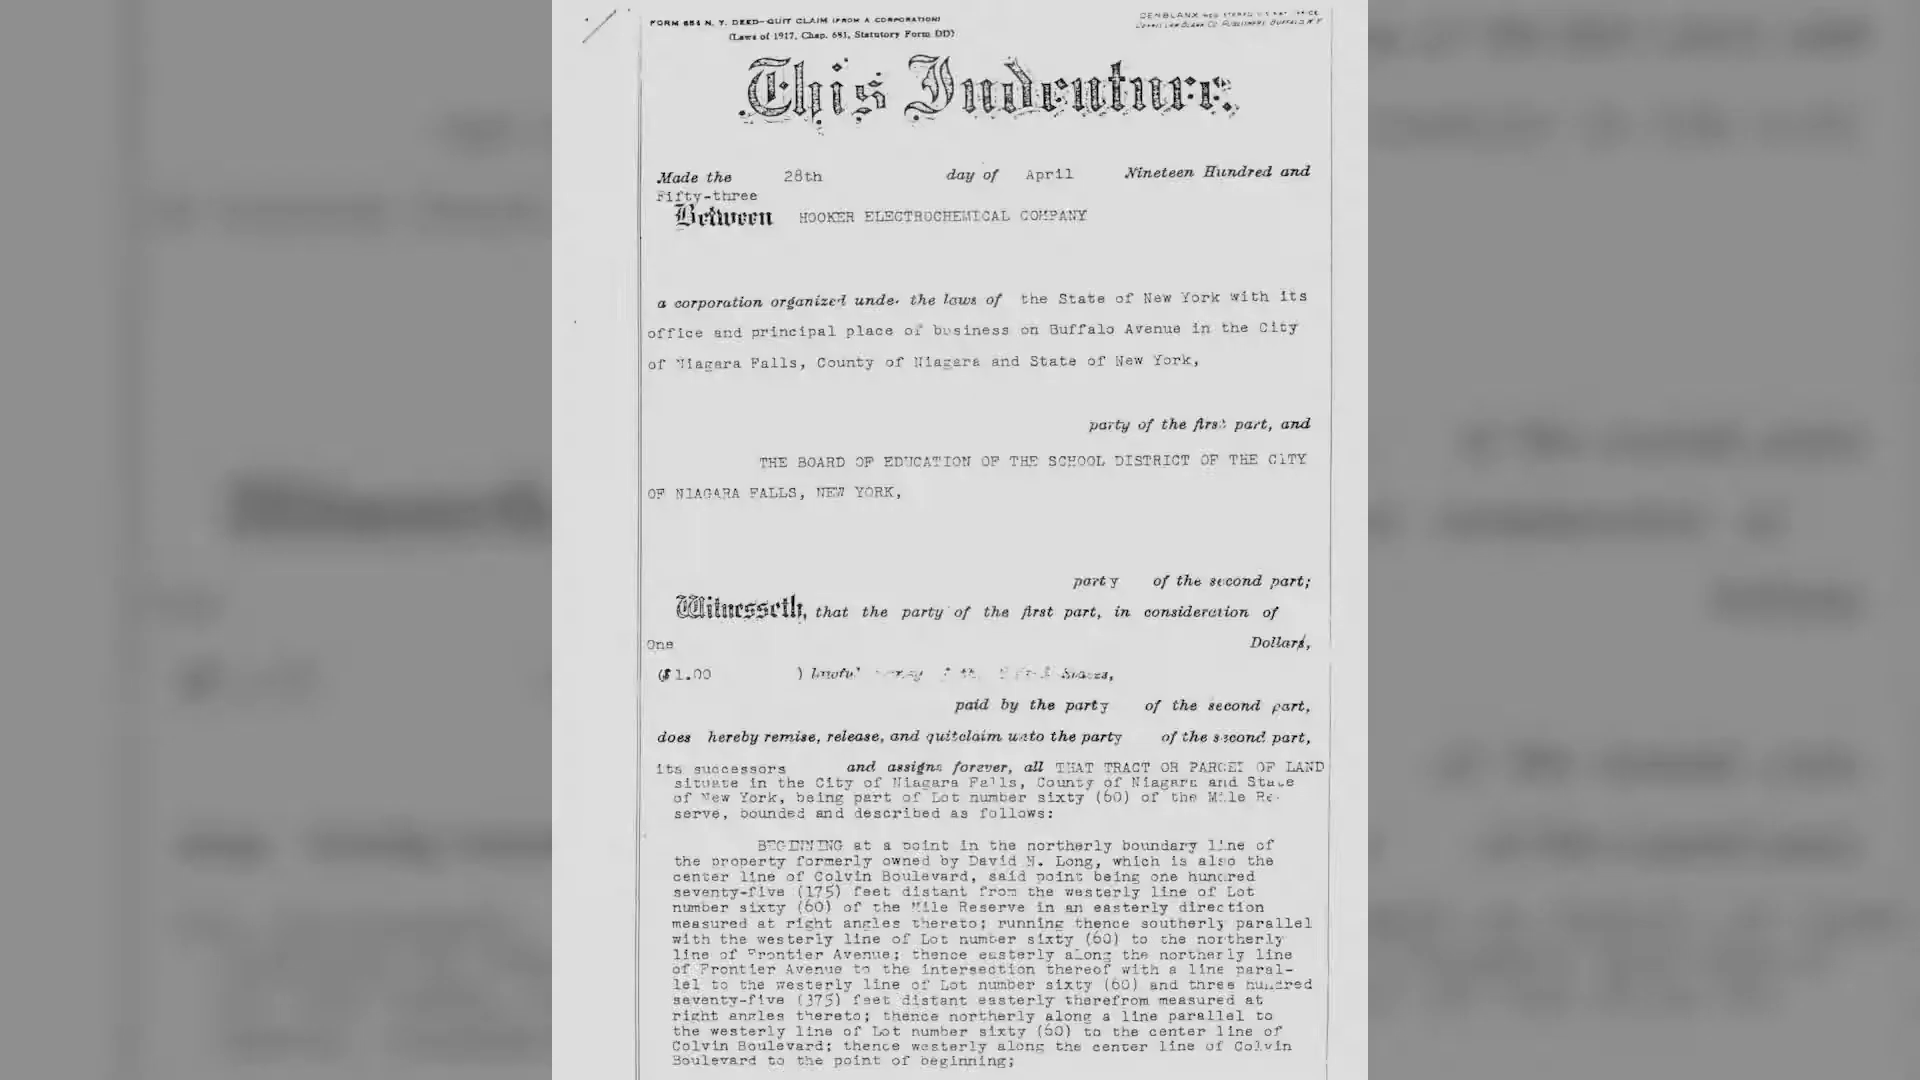 FORM 654 N. Y. DEED—QUIT CLAIM (FROM A CORPORATION)
(Laws of 1917, Chap. 681, Statutory Form DD)
This Indenture,
Made the 28th day of April Nineteen Hundred and
Fifty-three
Between HOOKER ELECTROCHEMICAL COMPANY
a corporation organized under the laws of the State of New York with its
office and principal place of business on Buffalo Avenue in the City
of Niagara Falls, County of Niagara and State of New York,
party of the first part, and
THE BOARD OF EDUCATION OF THE SCHOOL DISTRICT OF THE CITY
OF NIAGARA FALLS, NEW YORK,
party of the second part;
Witnesseth, that the party of the first part, in consideration of
One Dollars,
($1.00 ) lawful States,
paid by the party of the second part,
does hereby remise, release, and quitclaim unto the party of the second part,
its successors and assigns forever, all THAT TRACT OR PARCEL OF LAND
situate in the City of Niagara Falls, County of Niagara and State
of New York, being part of Lot number sixty (60) of the Mile Re-
serve, bounded and described as follows:
BEGINNING at a point in the northerly boundary line of
the property formerly owned by David N. Long, which is also the
center line of Colvin Boulevard, said point being one hundred
seventy-five (175) feet distant from the westerly line of Lot
number sixty (60) of the Mile Reserve in an easterly direction
measured at right angles thereto; running thence southerly parallel
with the westerly line of Lot number sixty (60) to the northerly
line of Frontier Avenue; thence easterly along the northerly line
of Frontier Avenue to the intersection thereof with a line paral-
lel to the westerly line of Lot number sixty (60) and three hundred
seventy-five (375) feet distant easterly therefrom measured at
right angles thereto; thence northerly along a line parallel to
the westerly line of Lot number sixty (60) to the center line of
Colvin Boulevard; thence westerly along the center line of Colvin
Boulevard to the point of beginning;